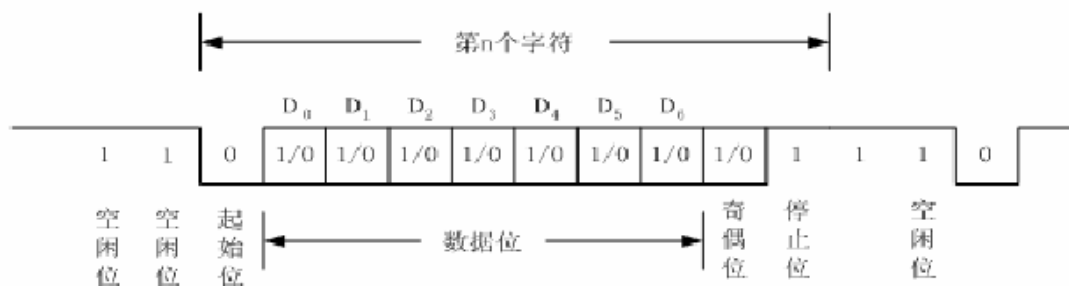 第n个字符
D₀ D₁ D₂ D₃ D₄ D₅ D₆
1 1 0 1/0 1/0 1/0 1/0 1/0 1/0 1/0 1/0 1 1 1 0
空闲位 空闲位 起始位 数据位 奇偶位 停止位 空闲位